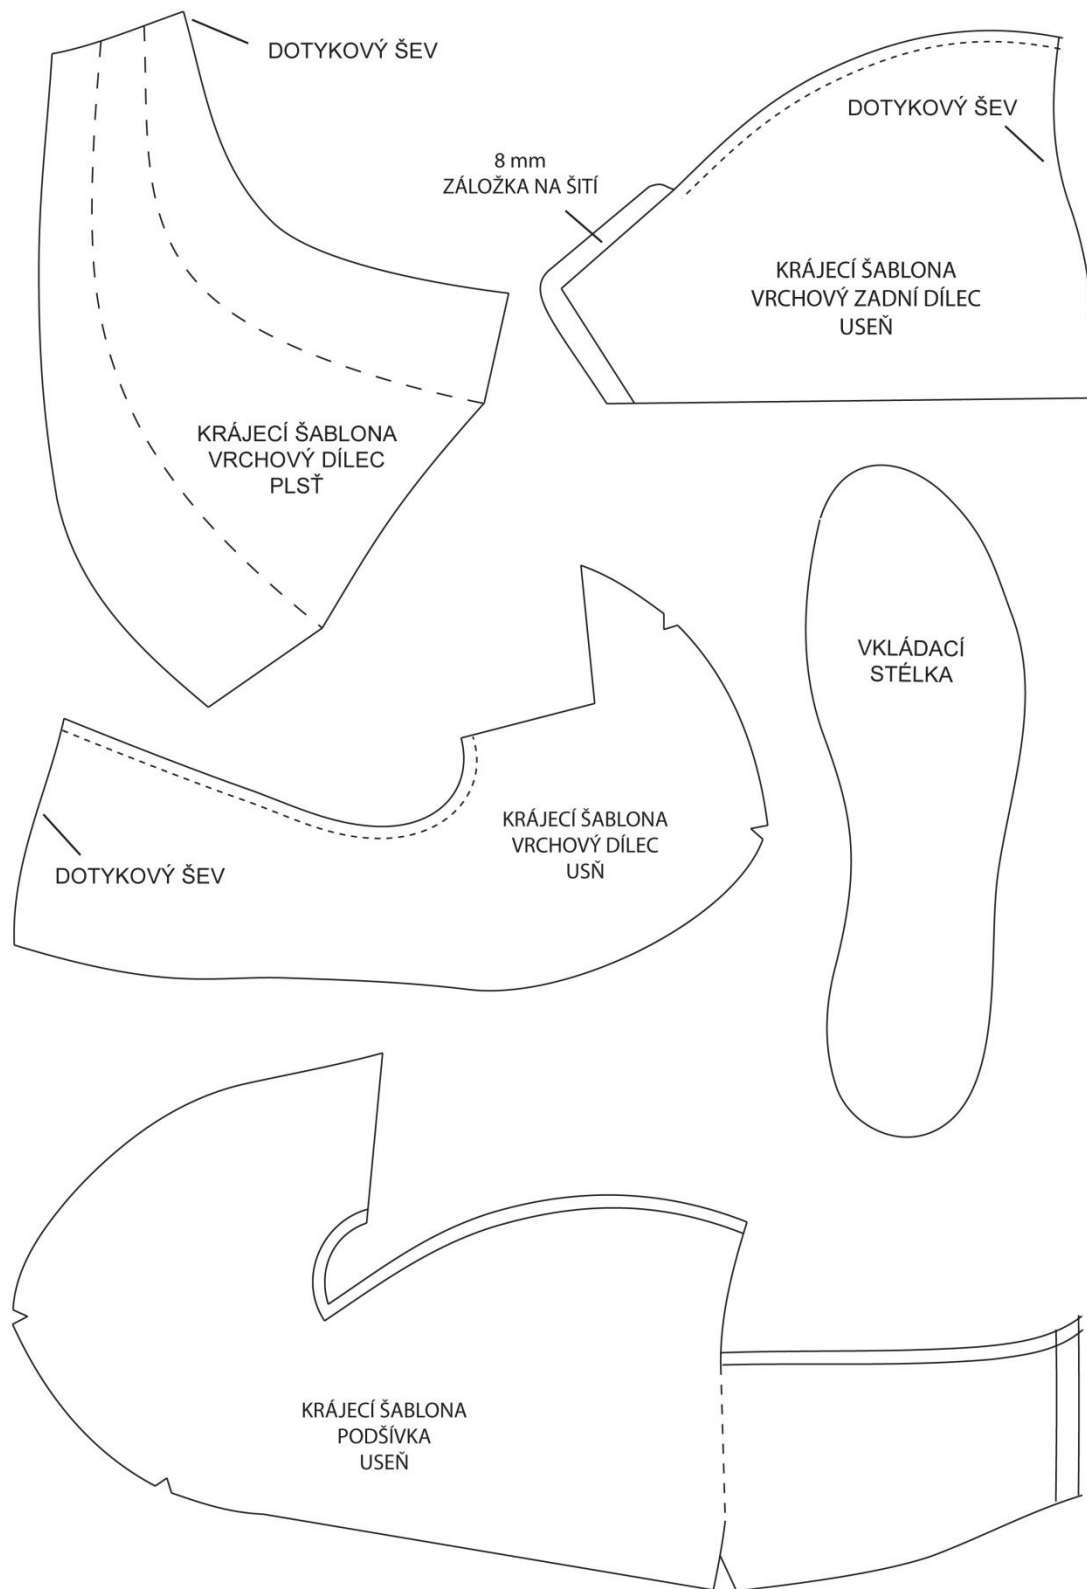 DOTYKOVÝ ŠEV
DOTYKOVÝ ŠEV
8 mm
ZÁLOŽKA NA ŠITÍ
KRÁJECÍ ŠABLONA
VRCHOVÝ ZADNÍ DÍLEC
USEŇ
KRÁJECÍ ŠABLONA
VRCHOVÝ DÍLEC
PLSŤ
VKLÁDACÍ
STÉLKA
KRÁJECÍ ŠABLONA
VRCHOVÝ DÍLEC
USŇ
DOTYKOVÝ ŠEV
KRÁJECÍ ŠABLONA
PODŠÍVKA
USEŇ